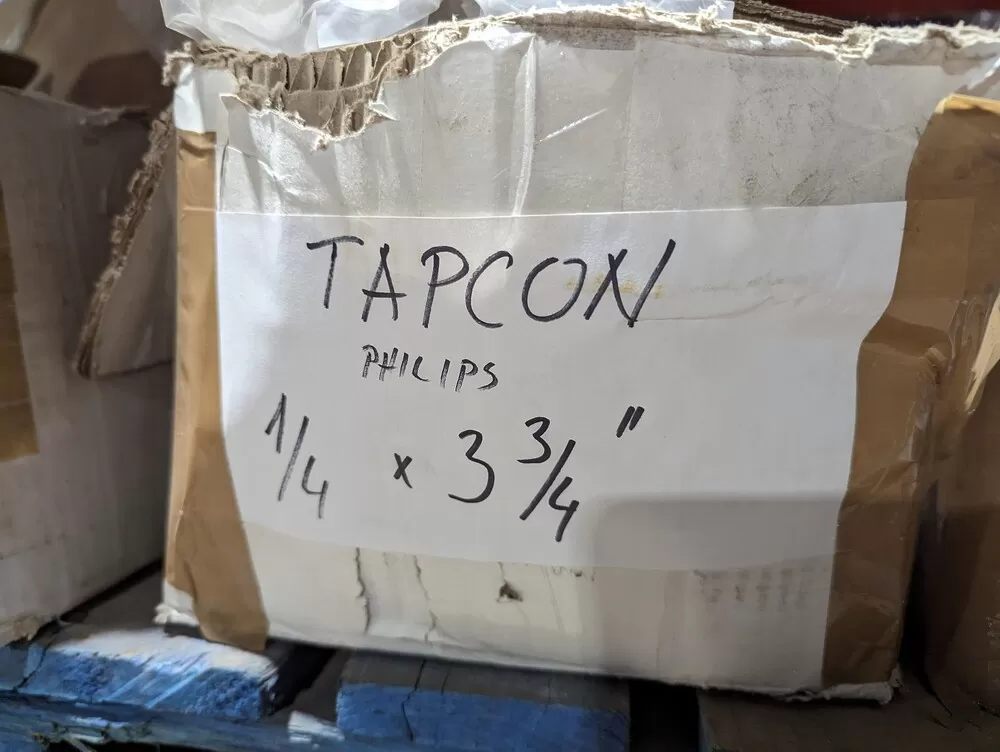 TAPCON
PHILIPS
1/4 x 3 3/4"